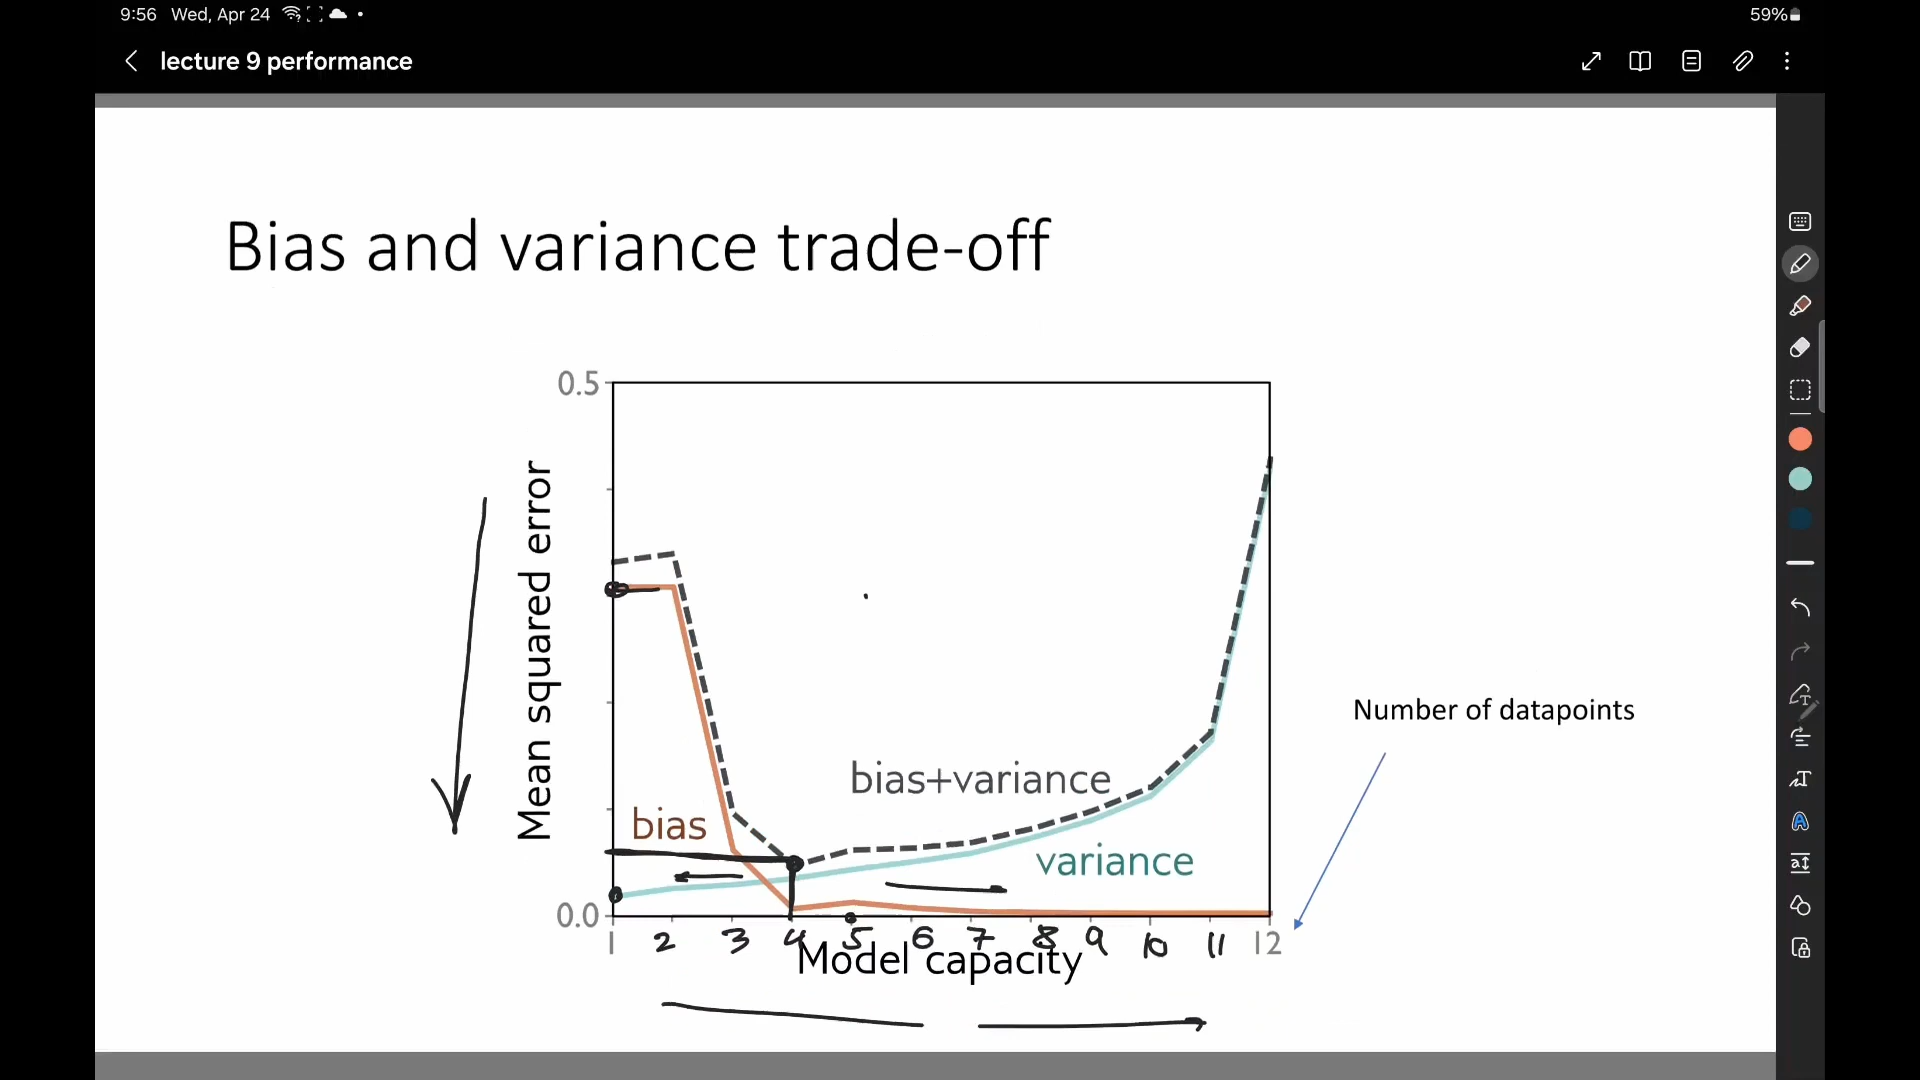 9:56 Wed, Apr 24
59%
lecture 9 performance
Bias and variance trade-off
0.5
Mean squared error
Number of datapoints
bias+variance
bias
variance
0.0
1 2 3 4 5 6 7 8 9 10 11 12
Model capacity